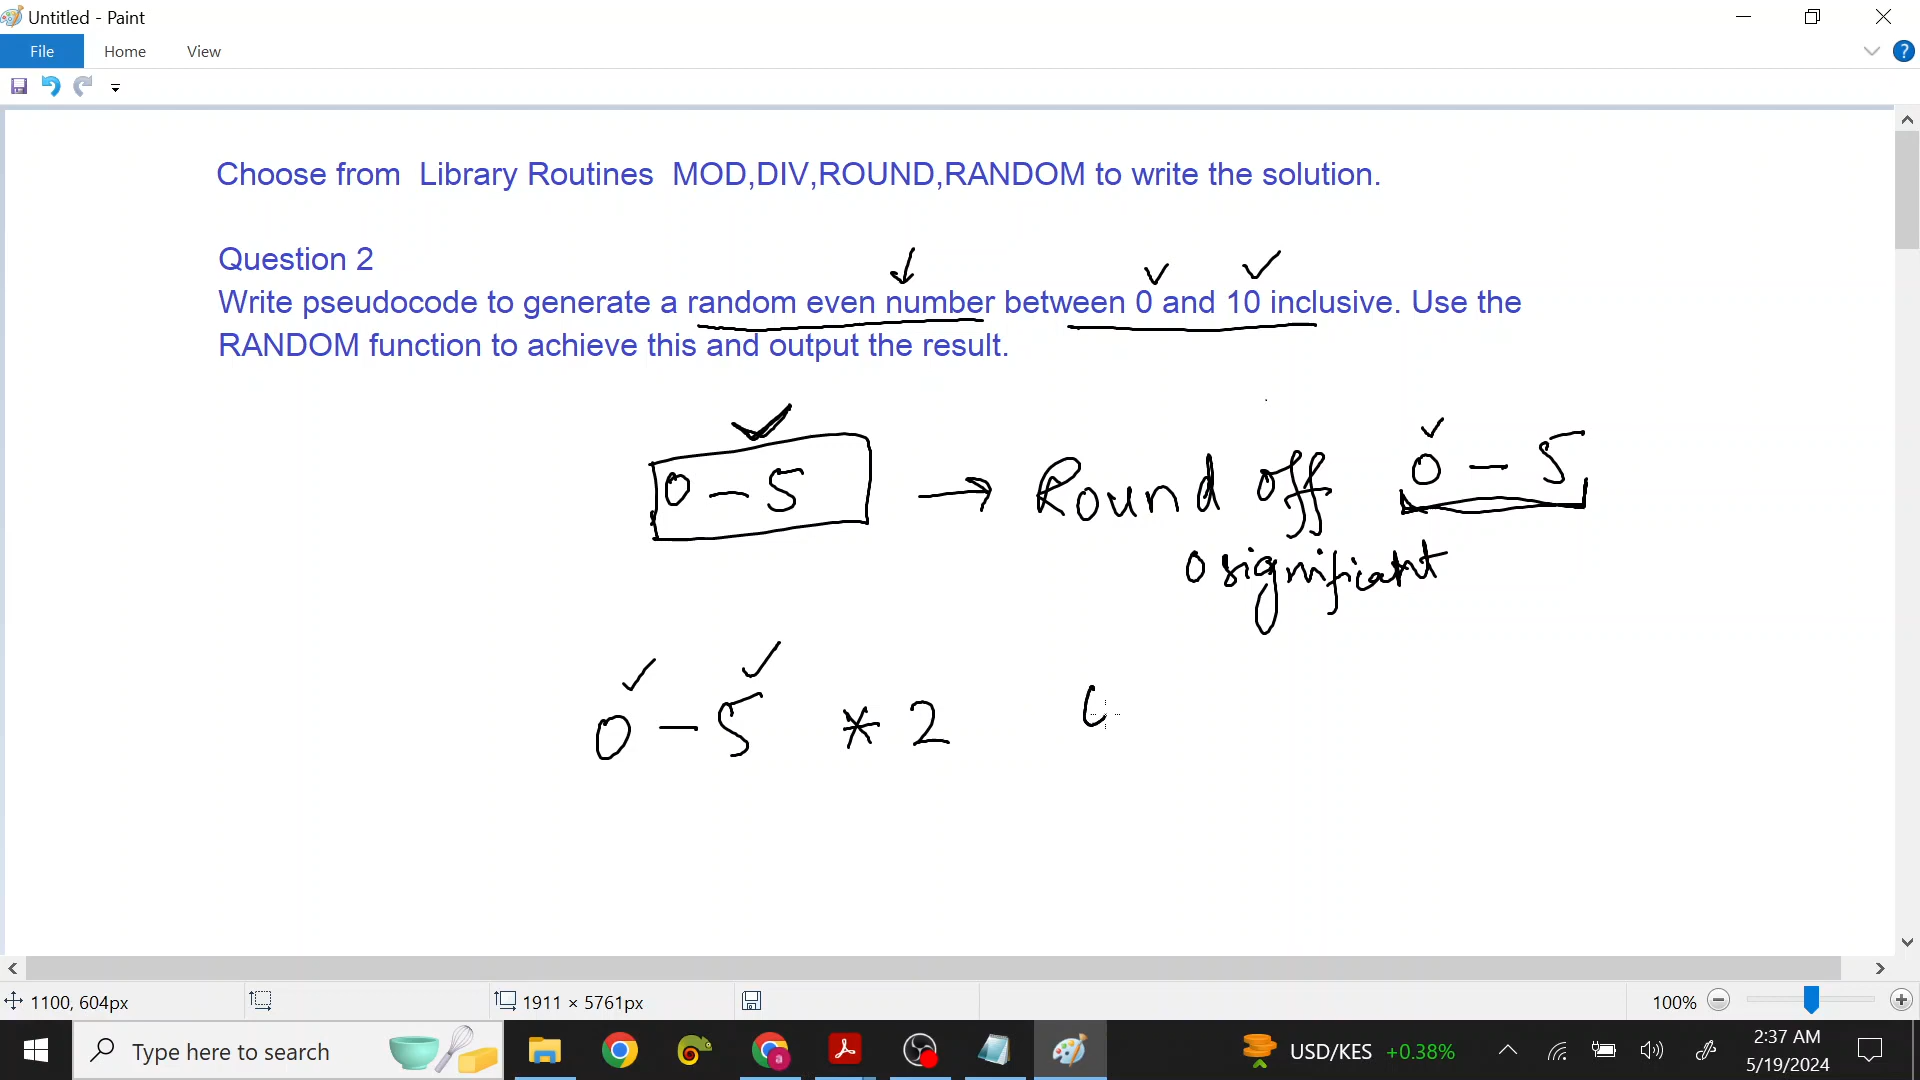 Untitled - Paint
File Home View
Choose from Library Routines MOD,DIV,ROUND,RANDOM to write the solution.
Question 2
Write pseudocode to generate a random even number between 0 and 10 inclusive. Use the
RANDOM function to achieve this and output the result.
0 - 5 → Round off 0 - 5
0 significant
0 - 5 * 2
1100, 604px 1911 × 5761px 100%
Type here to search USD/KES +0.38% 2:37 AM
5/19/2024